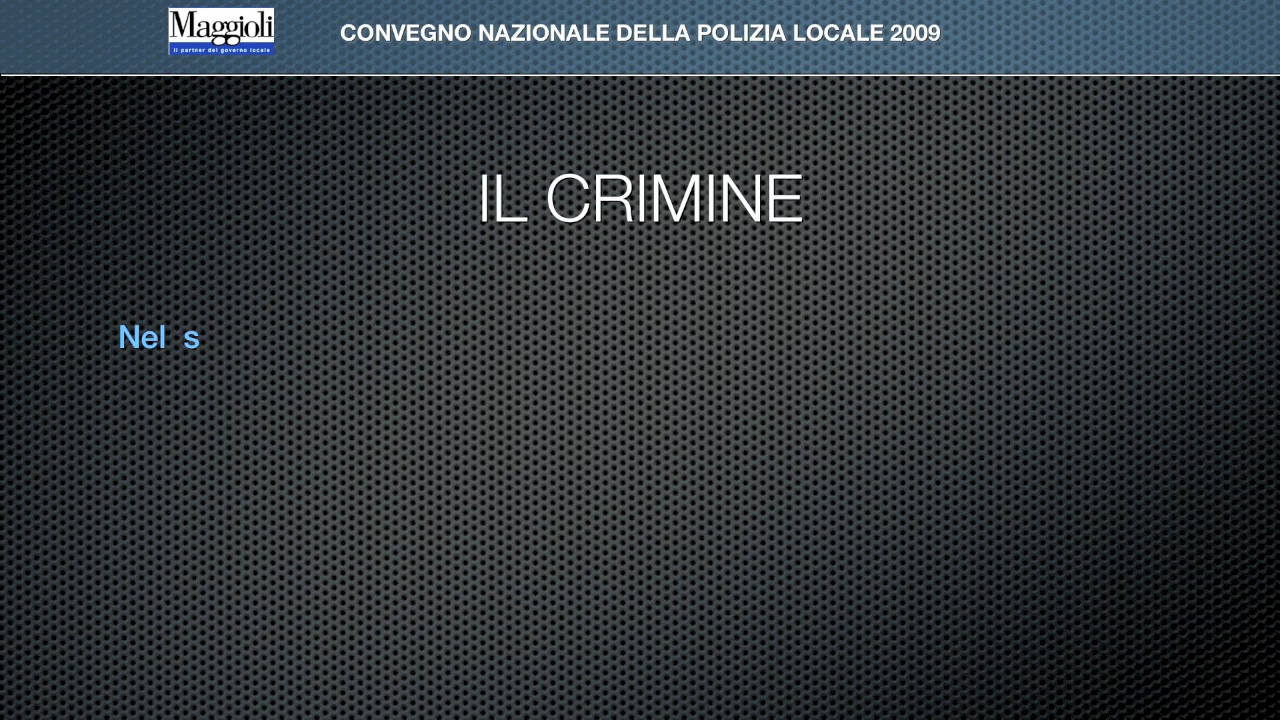 Maggioli
Il partner del governo locale
CONVEGNO NAZIONALE DELLA POLIZIA LOCALE 2009
IL CRIMINE
Nel s